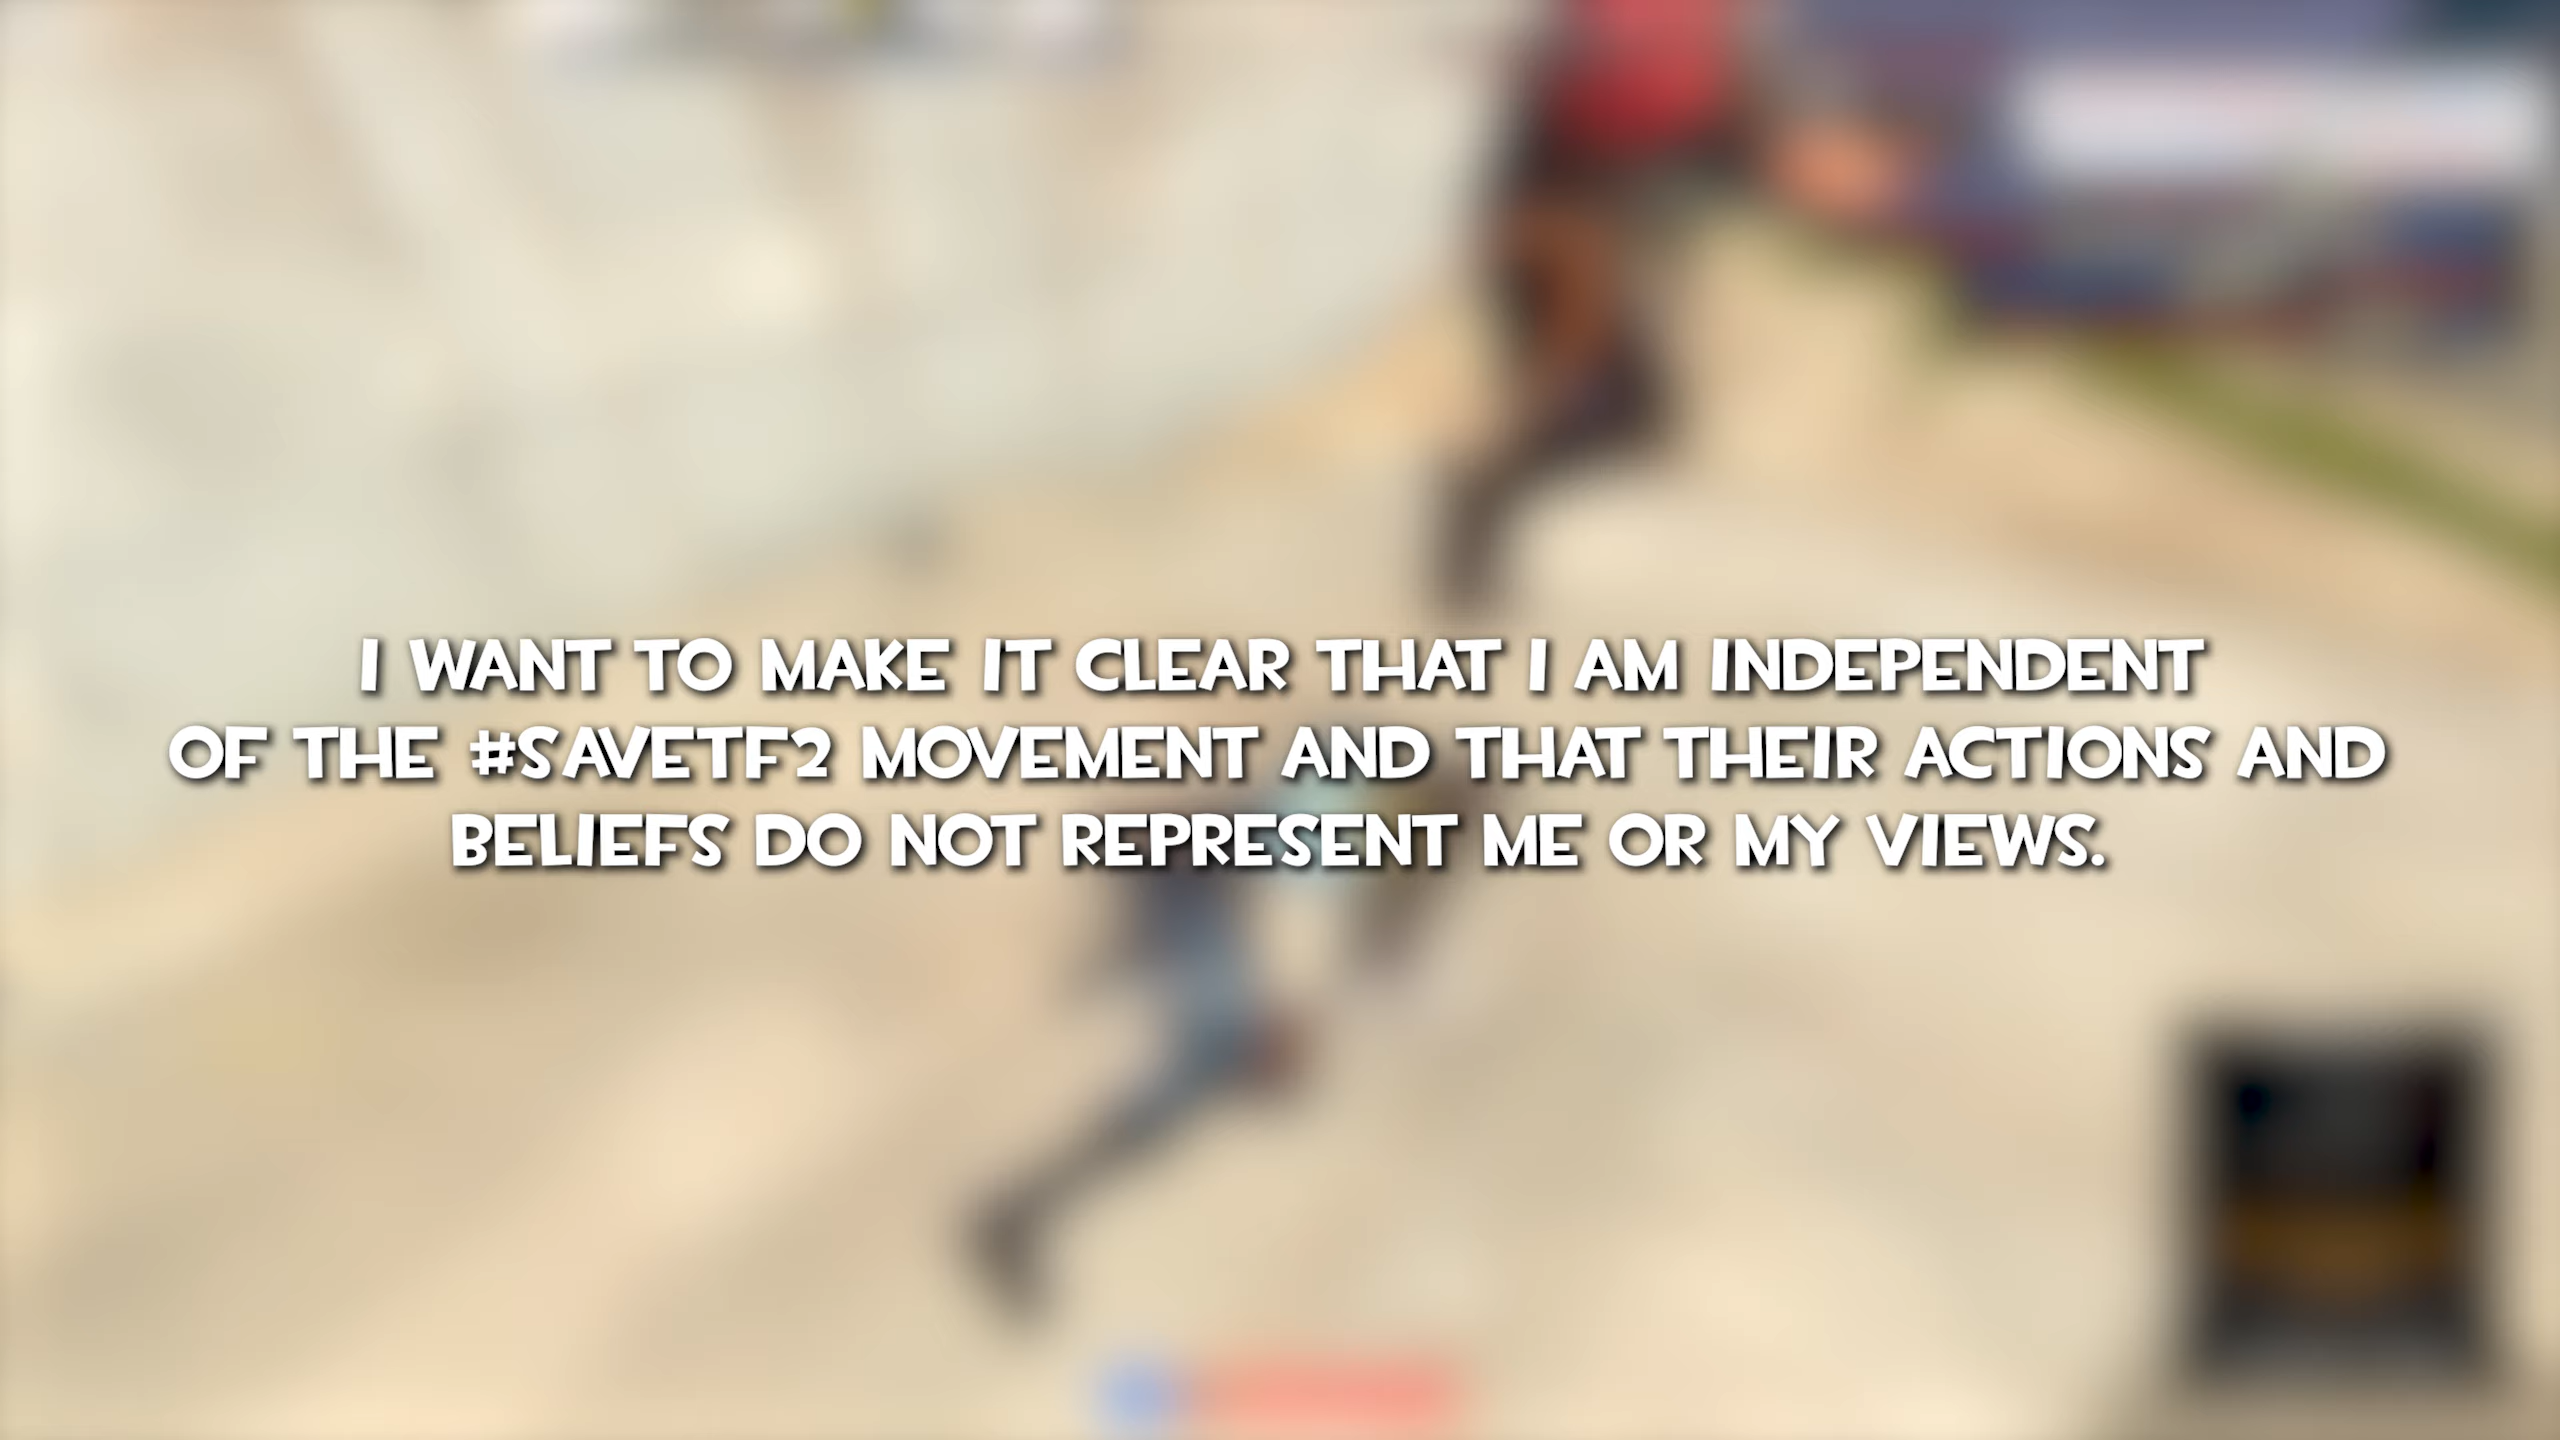 I WANT TO MAKE IT CLEAR THAT I AM INDEPENDENT
OF THE #SAVETF2 MOVEMENT AND THAT THEIR ACTIONS AND
BELIEFS DO NOT REPRESENT ME OR MY VIEWS.